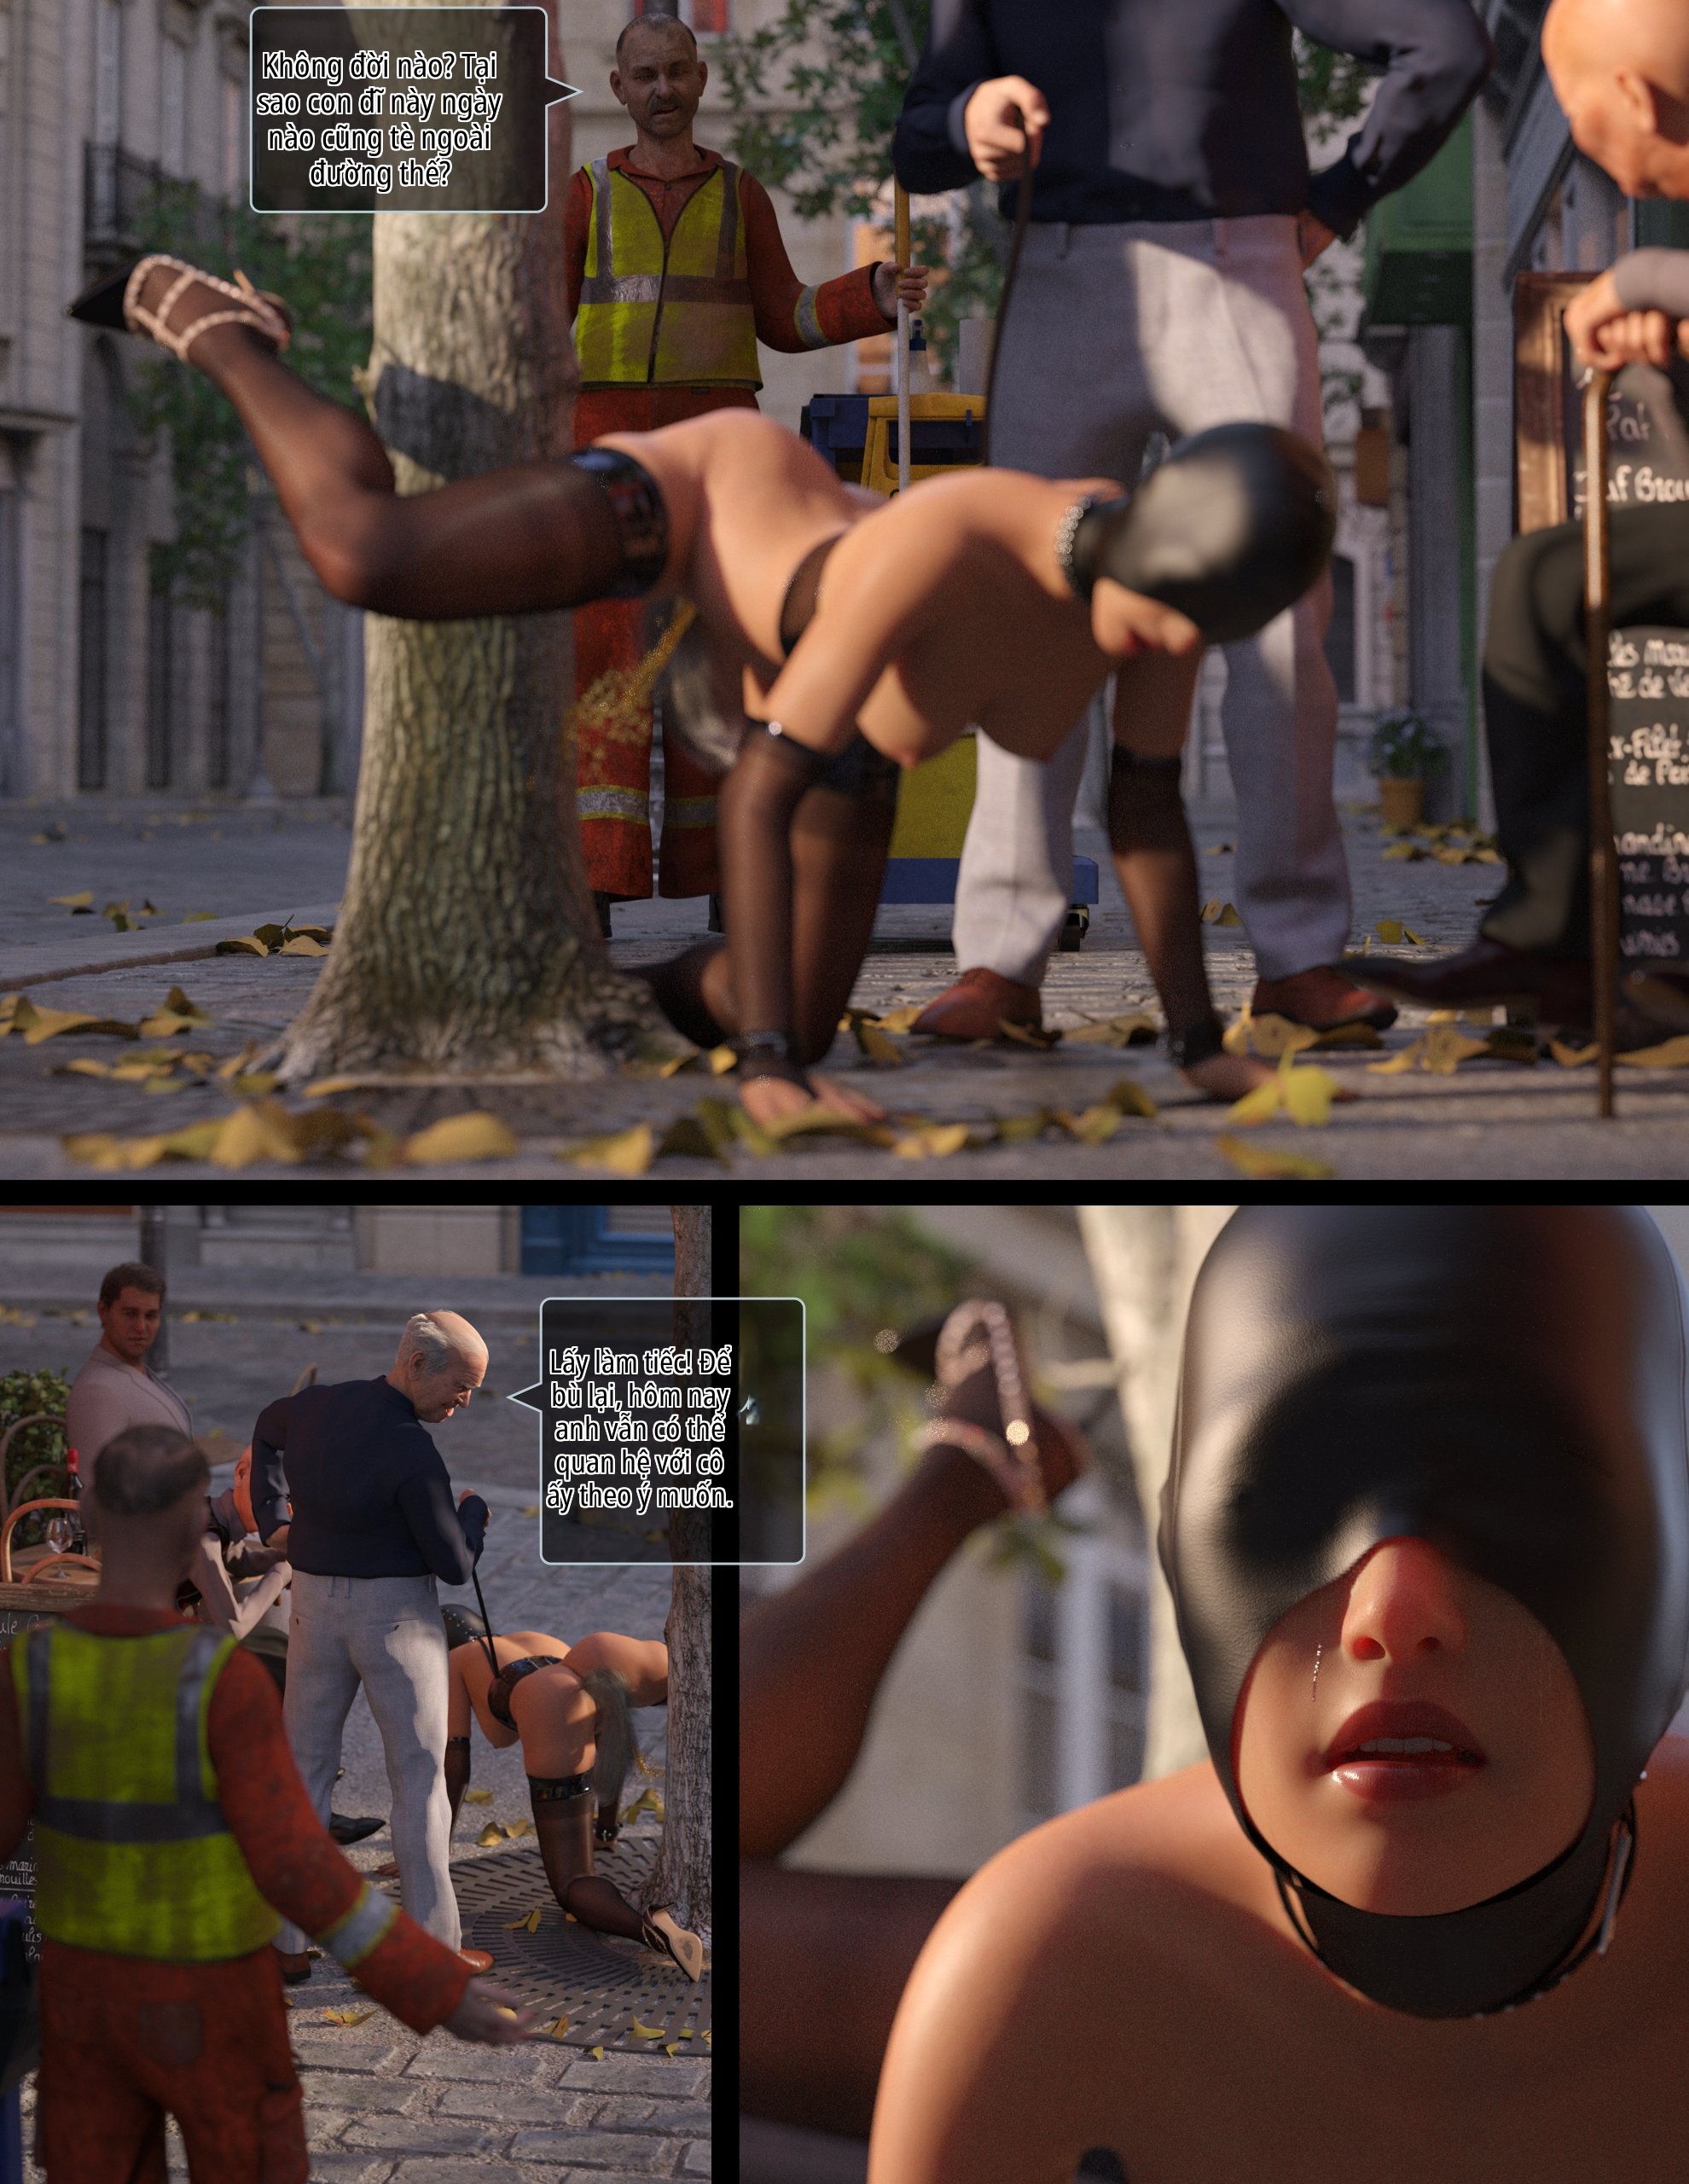 Không đời nào? Tại
sao con đĩ này ngày
nào cũng tè ngoài
đường thế?
Lấy làm tiếc! Để
bù lại, hôm nay
anh vẫn có thể
quan hệ với cô
ấy theo ý muốn.